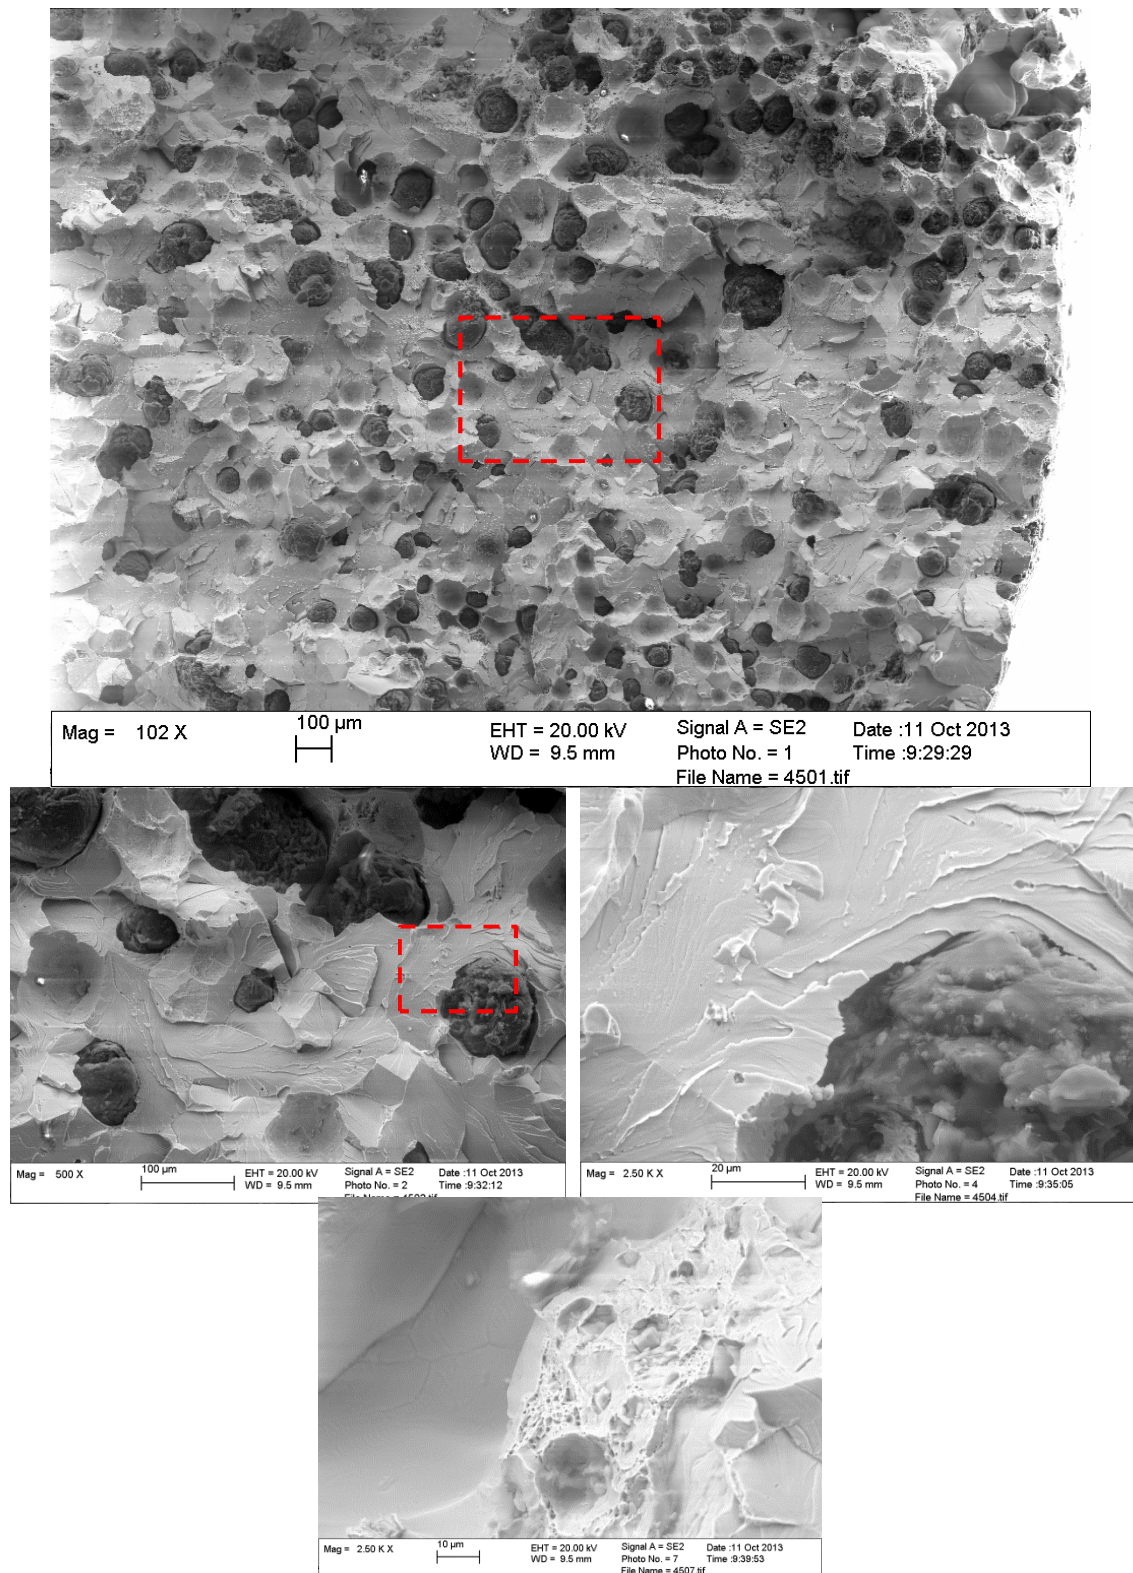 Mag = 102 X
100 µm
EHT = 20.00 kV
WD = 9.5 mm
Signal A = SE2
Photo No. = 1
File Name = 4501.tif
Date :11 Oct 2013
Time :9:29:29
Mag = 500 X
100 µm
EHT = 20.00 kV
WD = 9.5 mm
Signal A = SE2
Photo No. = 2
Date :11 Oct 2013
Time :9:32:12
Mag = 2.50 K X
20 µm
EHT = 20.00 kV
WD = 9.5 mm
Signal A = SE2
Photo No. = 4
File Name = 4504.tif
Date :11 Oct 2013
Time :9:35:05
Mag = 2.50 K X
10 µm
EHT = 20.00 kV
WD = 9.5 mm
Signal A = SE2
Photo No. = 7
File Name = 4507.tif
Date :11 Oct 2013
Time :9:39:53